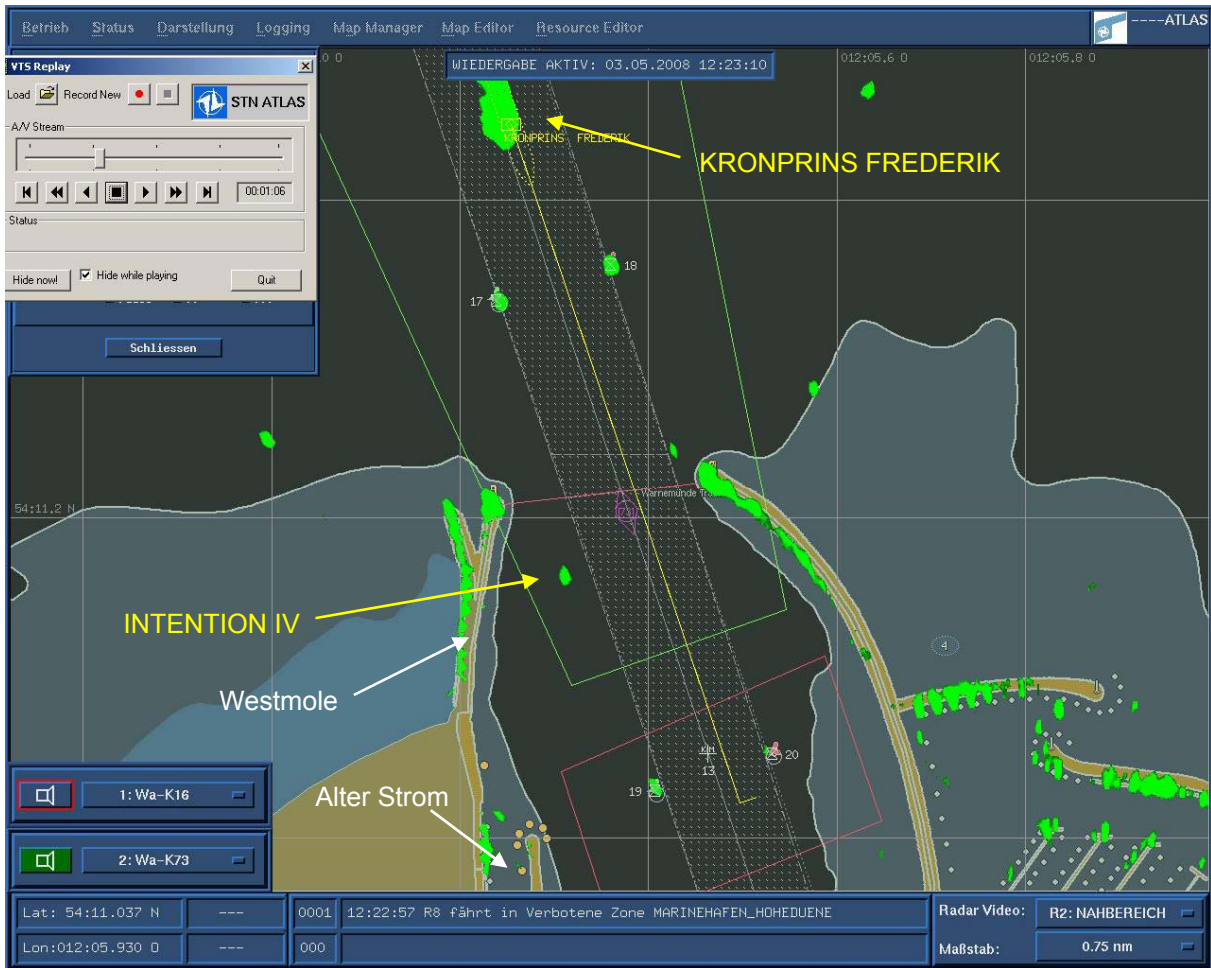 Betrieb Status Darstellung Logging Map Manager Map Editor Resource Editor
----ATLAS
VTS Replay
WIEDERGABE AKTIV: 03.05.2008 12:23:10
0 0
012:05.6 0
012:05.8 0
Load Record New STN ATLAS
A/V Stream
00:01:06
Status
Hide now! Hide while playing Quit
Schliessen
KRONPRINS FREDERIK
KRONPRINS FREDERIK
18
17
Warnemünde
54:11.2 N
INTENTION IV
Westmole
4
KM
13
20
19
Alter Strom
1: Wa-K16
2: Wa-K73
Lat: 54:11.037 N --- 0001 12:22:57 R8 fährt in Verbotene Zone MARINEHAFEN_HOHEDUENE
Radar Video: R2: NAHBEREICH
Lon:012:05.930 O --- 000
Maßstab: 0.75 nm